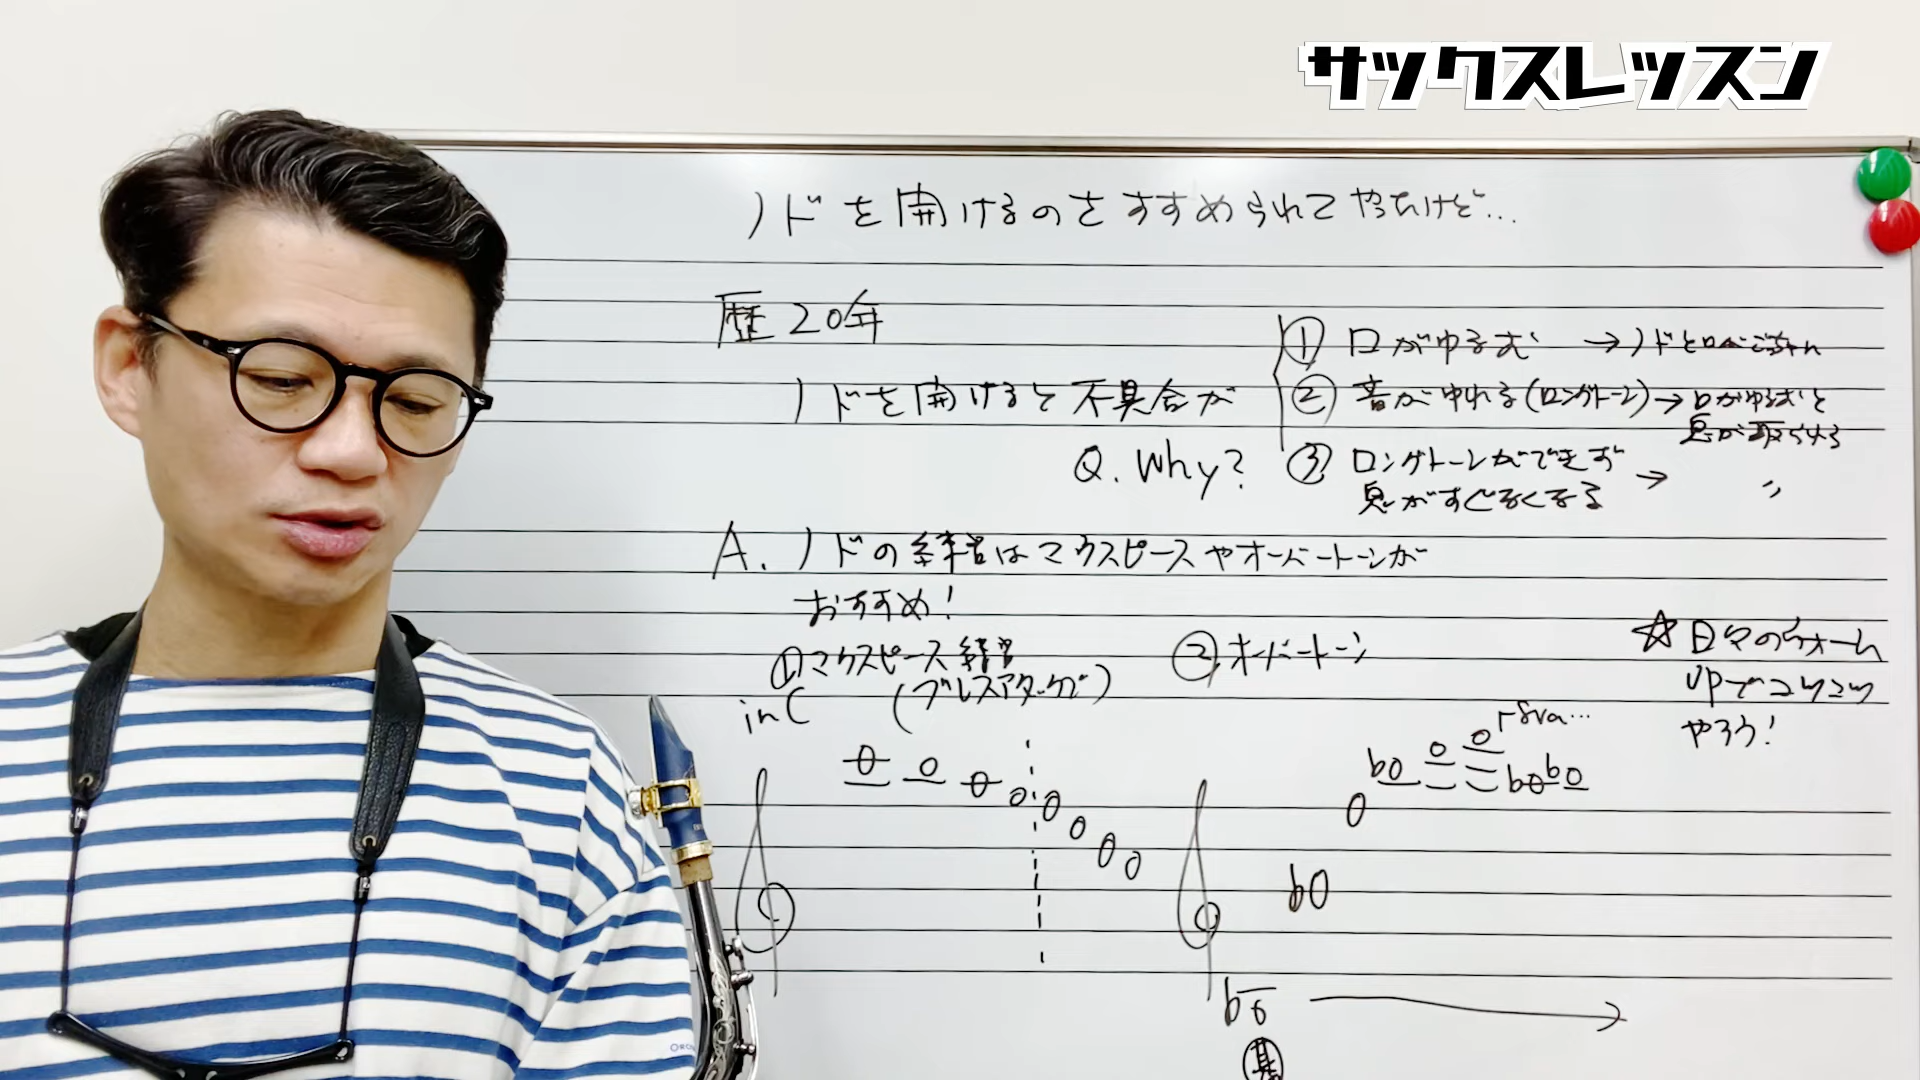 サックスレッスン
ノドを開けるのをすすめられてやったけど…
歴20年
ノドを開けると不具合が
Q. Why?
① 口がゆるむ → ノドと口がごちゃまぜ
② 音がゆれる(ロングトーン) → 口がゆるむと
息が取られる
③ ロングトーンができず
息がすぐなくなる → 〃
A. ノドの練習はマウスピースやオーバートーンが
おすすめ!
①マウスピース練習
(ブレスアタックで)
in C
②オーバートーン
☆日々のウォーム
UPでコツコツ
やろう!
8va…
基